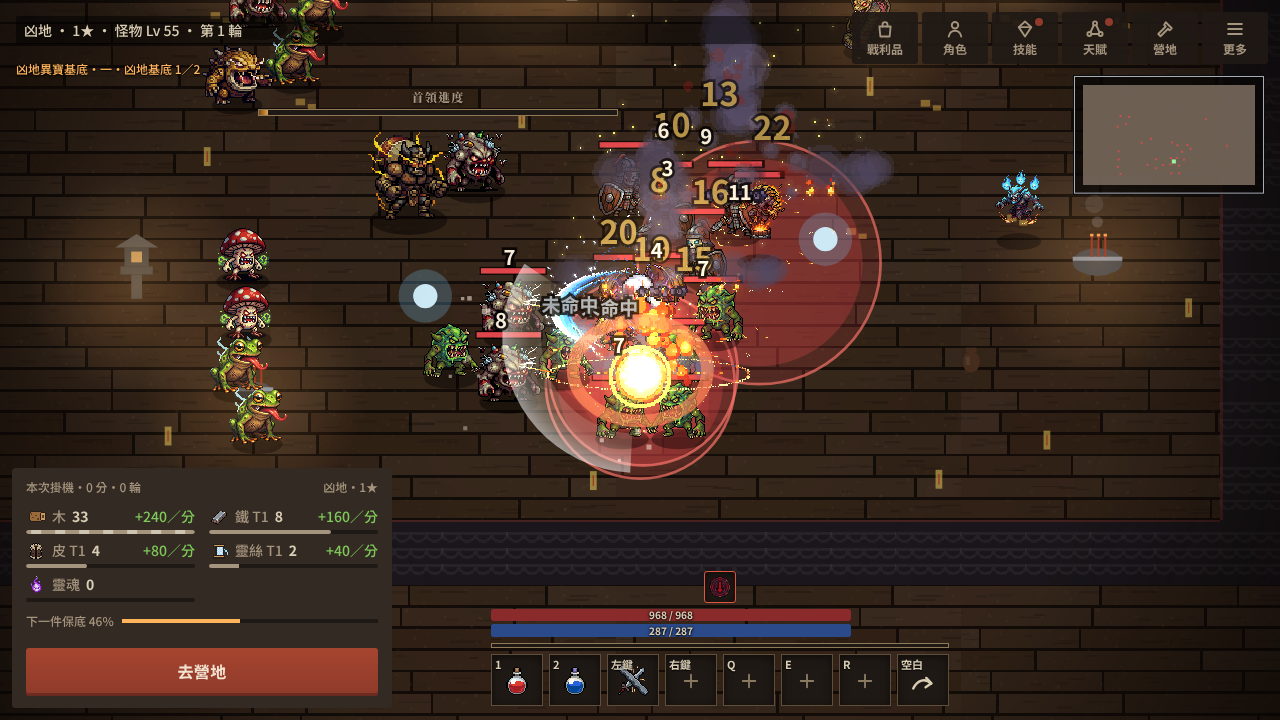 凶地 · 1★ · 怪物 Lv 55 · 第 1 輪
戰利品
角色
技能
天賦
營地
更多
凶地異寶基底 · 一 · 凶地基底 1／2
首領進度
13
10
6
9
22
3
8
16
11
20
4
15
7
7
未命中
命中
8
7
本次掛機 · 0 分 · 0 輪
凶地 · 1★
木 33 +240／分
鐵 T1 8 +160／分
皮 T1 4 +80／分
靈絲 T1 2 +40／分
靈魂 0
下一件保底 46%
去營地
968 / 968
287 / 287
1
2
左鍵
右鍵
Q
E
R
空白